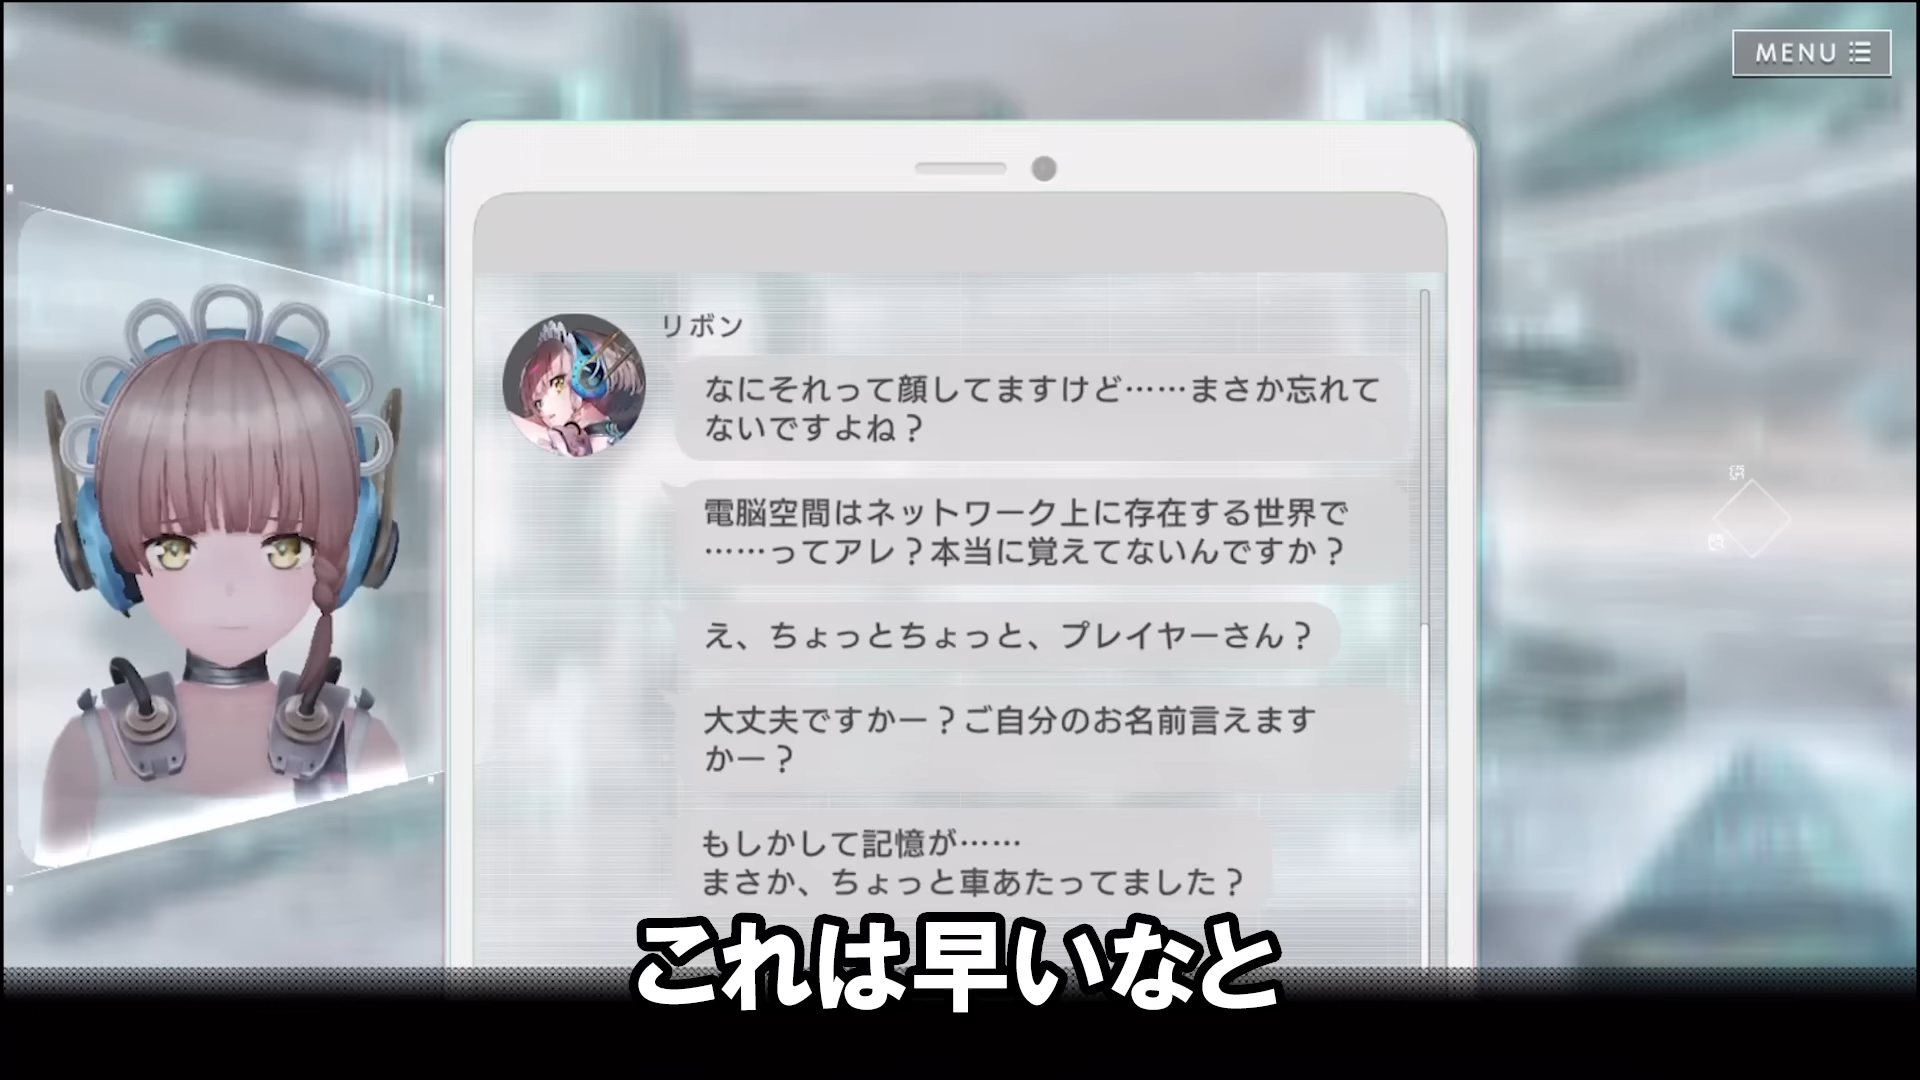 MENU
リボン
なにそれって顔してますけど……まさか忘れて
ないですよね？
電脳空間はネットワーク上に存在する世界で
……ってアレ？本当に覚えてないんですか？
え、ちょっとちょっと、プレイヤーさん？
大丈夫ですかー？ご自分のお名前言えます
かー？
もしかして記憶が……
まさか、ちょっと車あたってました？
これは早いなと